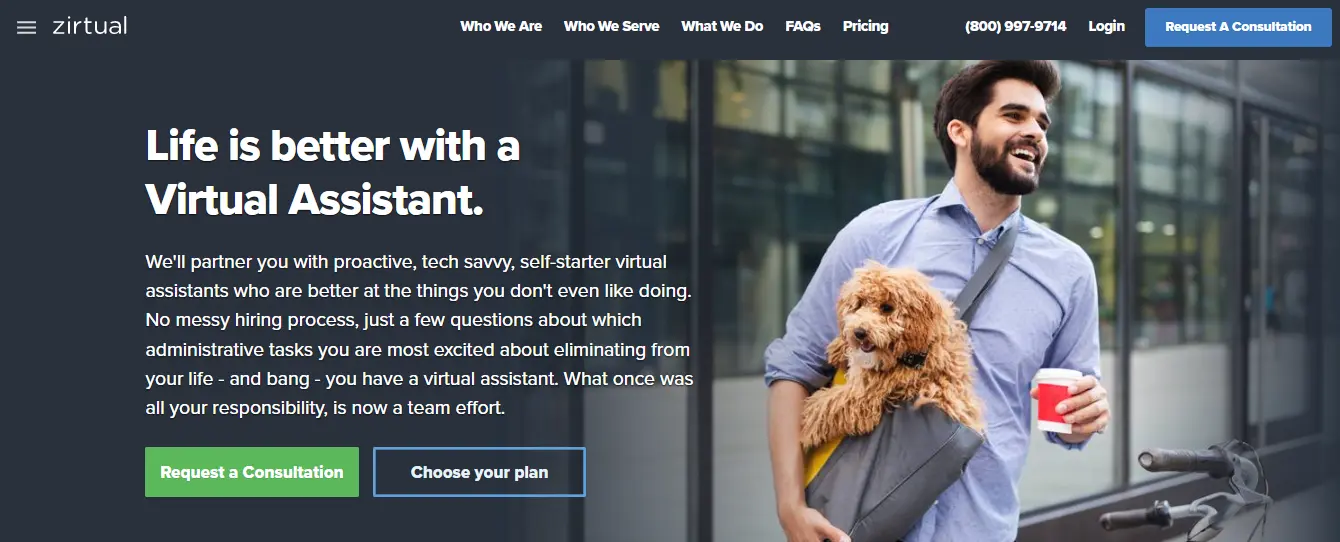 zirtual
Who We Are
Who We Serve
What We Do
FAQs
Pricing
(800) 997-9714
Login
Request A Consultation
Life is better with a
Virtual Assistant.
We'll partner you with proactive, tech savvy, self-starter virtual
assistants who are better at the things you don't even like doing.
No messy hiring process, just a few questions about which
administrative tasks you are most excited about eliminating from
your life - and bang - you have a virtual assistant. What once was
all your responsibility, is now a team effort.
Request a Consultation
Choose your plan